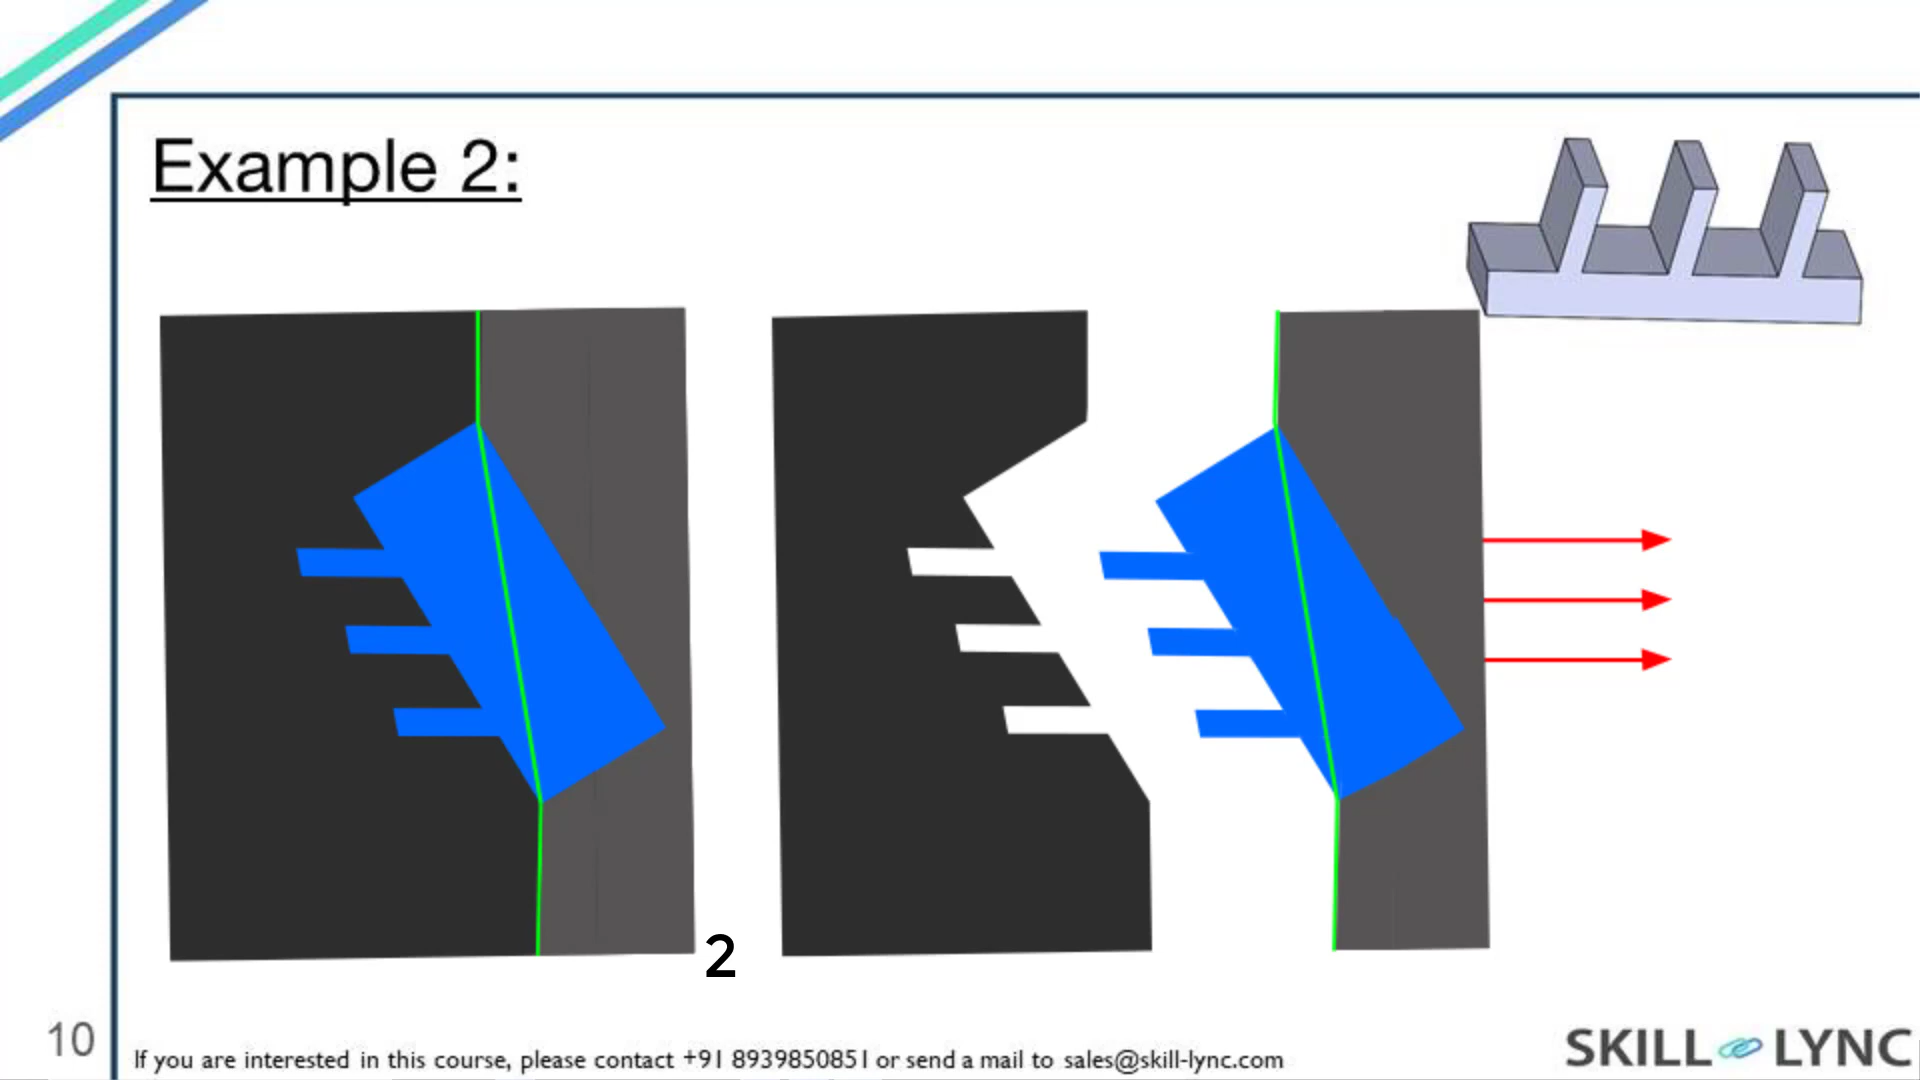 Example 2:
2
10
If you are interested in this course, please contact +91 8939850851 or send a mail to sales@skill-lync.com
SKILL LYNC